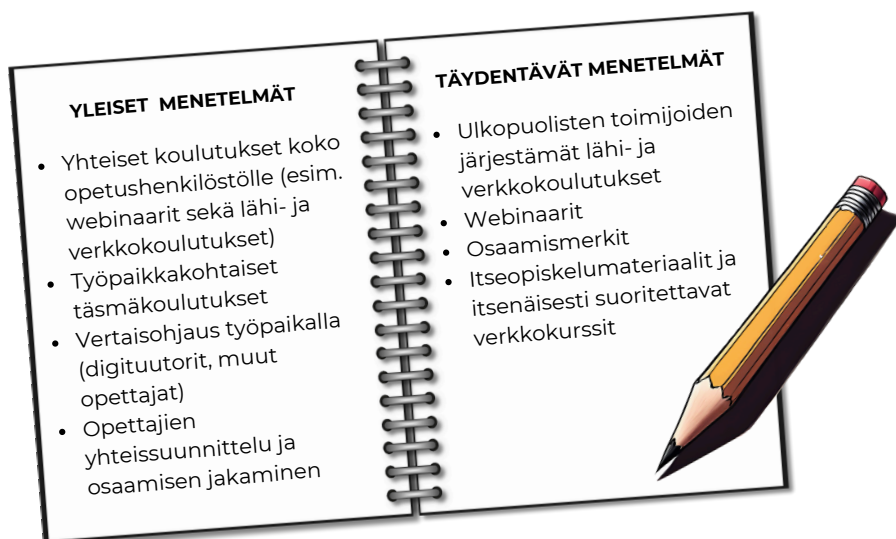 YLEISET MENETELMÄT
• Yhteiset koulutukset koko
opetushenkilöstölle (esim.
webinaarit sekä lähi- ja
verkkokoulutukset)
• Työpaikkakohtaiset
täsmäkoulutukset
• Vertaisohjaus työpaikalla
(digituutorit, muut
opettajat)
• Opettajien
yhteissuunnittelu ja
osaamisen jakaminen
TÄYDENTÄVÄT MENETELMÄT
• Ulkopuolisten toimijoiden
järjestämät lähi- ja
verkkokoulutukset
• Webinaarit
• Osaamismerkit
• Itseopiskelumateriaalit ja
itsenäisesti suoritettavat
verkkokurssit